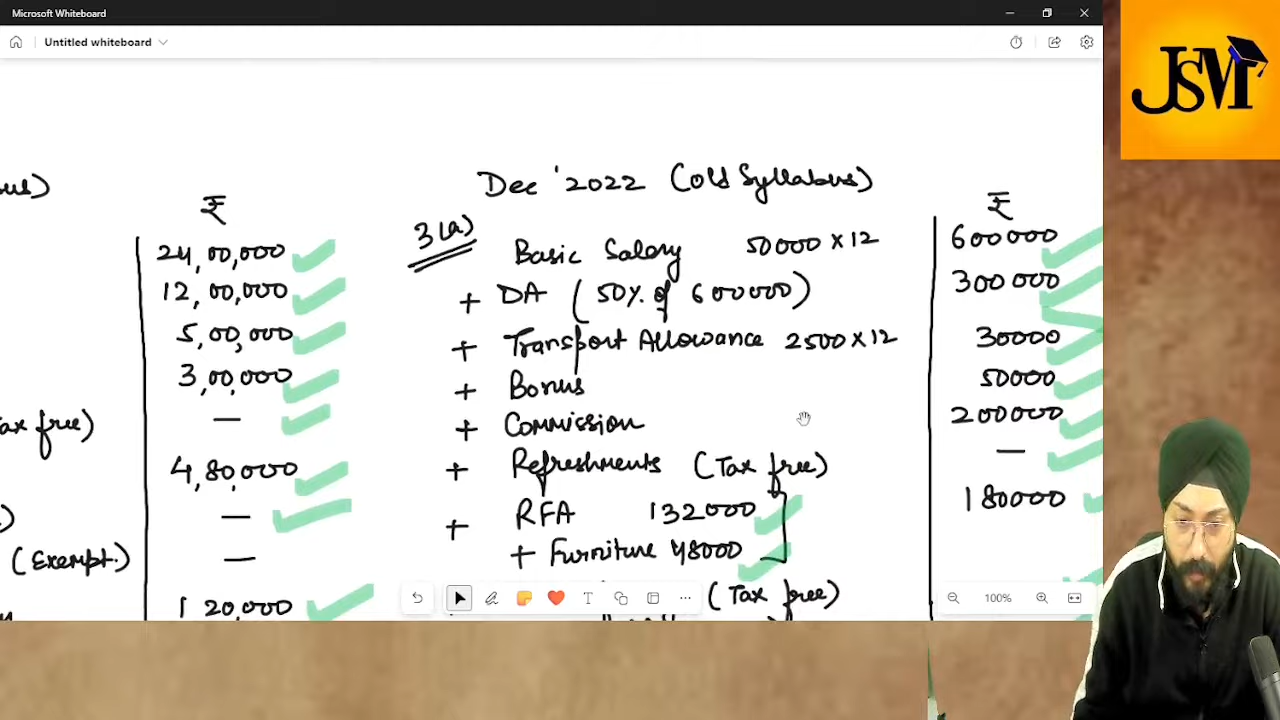 Microsoft Whiteboard
Untitled whiteboard
JSM
Dec '2022 (Old Syllabus)
₹
₹
3(a)
24,00,000
12,00,000
5,00,000
3,00,000
—
tax free)
4,80,000
—
(Exempt.)
—
1 20,000
Basic Salary 50000 x 12 600000
+ DA (50% of 600000) 300 000
+ Transport Allowance 2500 x 12 30000
+ Bonus 50000
+ Commission 200000
+ Refreshments (Tax free) —
+ RFA 132000 180000
+ Furniture 48000
(Tax free)
100%